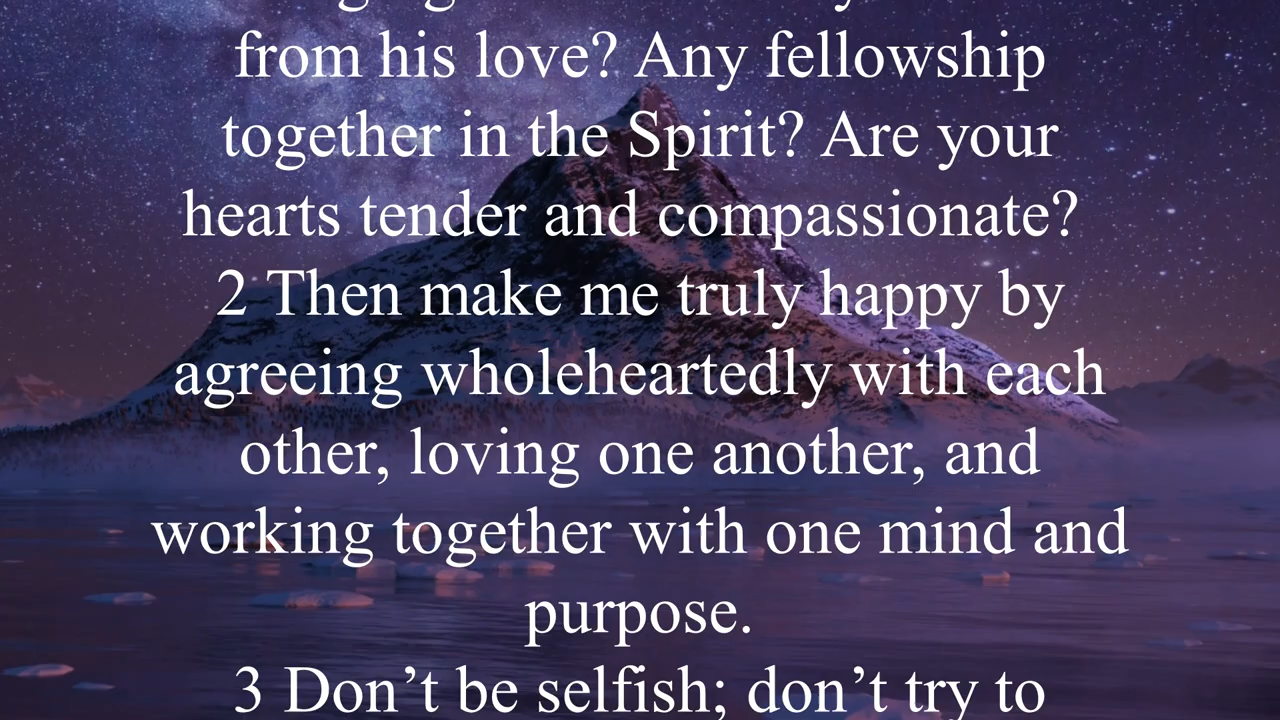 from his love? Any fellowship
together in the Spirit? Are your
hearts tender and compassionate?
2 Then make me truly happy by
agreeing wholeheartedly with each
other, loving one another, and
working together with one mind and
purpose.
3 Don’t be selfish; don’t try to